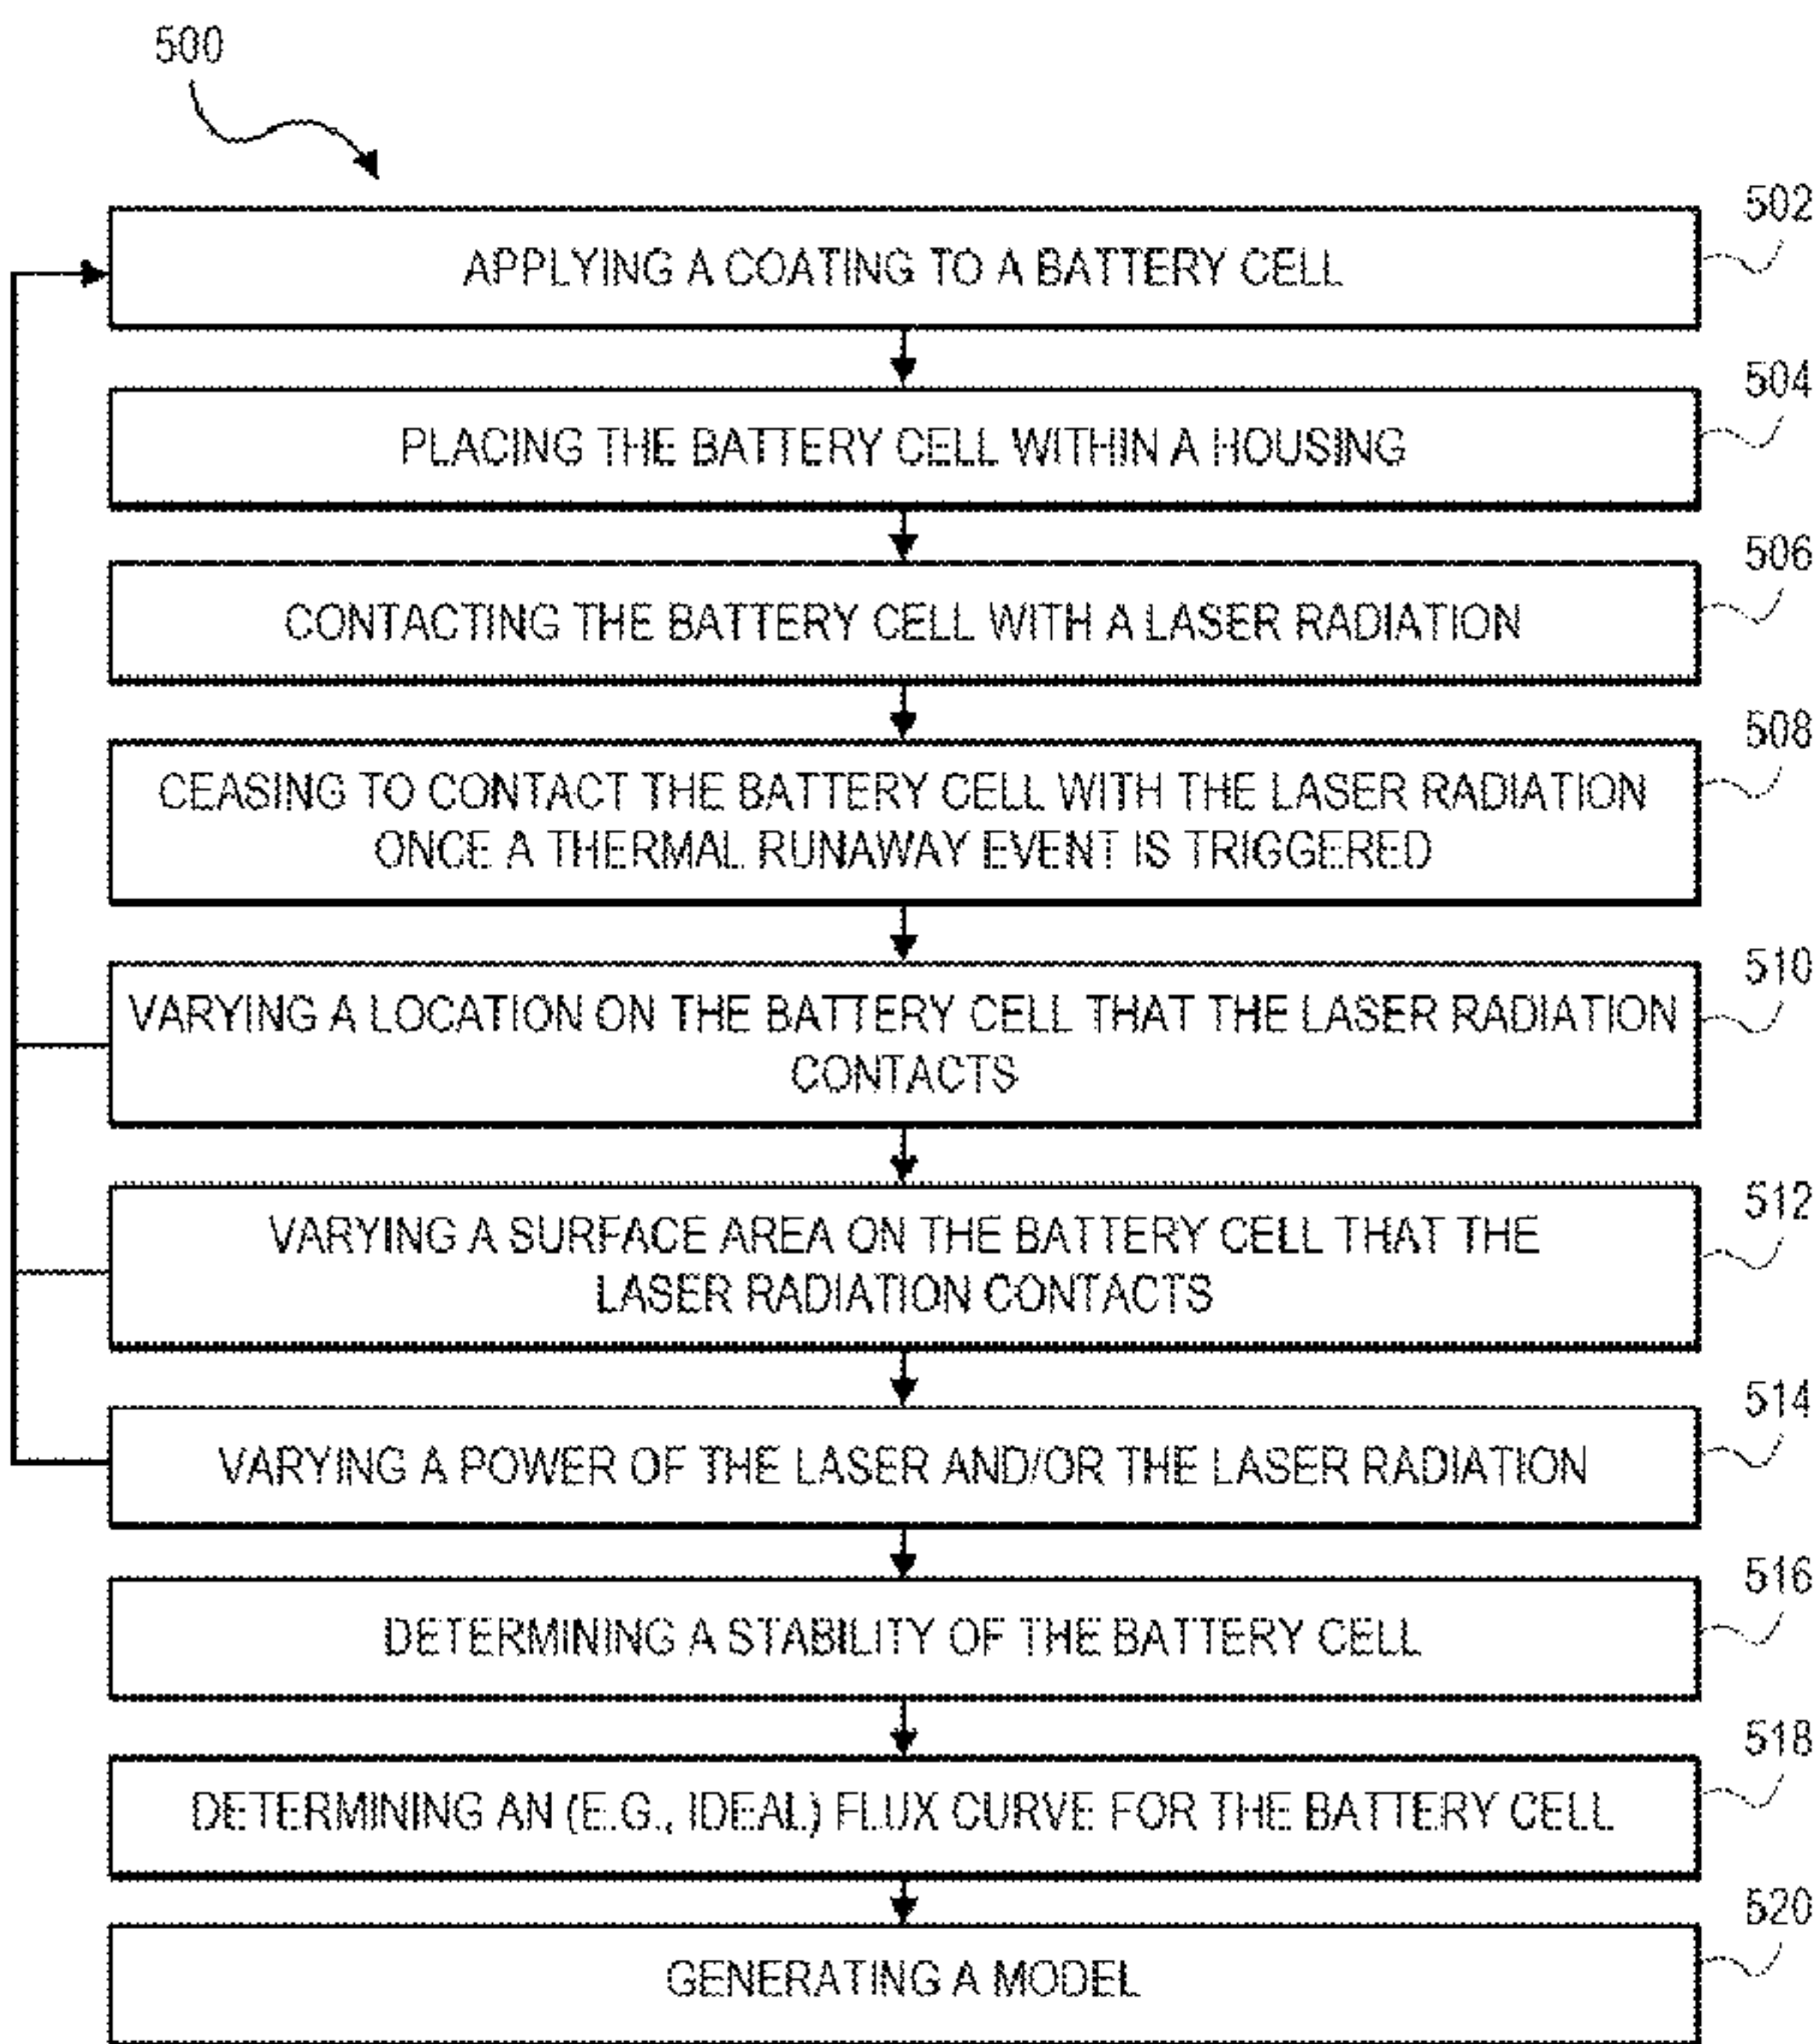 500
502
APPLYING A COATING TO A BATTERY CELL
504
PLACING THE BATTERY CELL WITHIN A HOUSING
506
CONTACTING THE BATTERY CELL WITH A LASER RADIATION
508
CEASING TO CONTACT THE BATTERY CELL WITH THE LASER RADIATION
ONCE A THERMAL RUNAWAY EVENT IS TRIGGERED
510
VARYING A LOCATION ON THE BATTERY CELL THAT THE LASER RADIATION
CONTACTS
512
VARYING A SURFACE AREA ON THE BATTERY CELL THAT THE
LASER RADIATION CONTACTS
514
VARYING A POWER OF THE LASER AND/OR THE LASER RADIATION
516
DETERMINING A STABILITY OF THE BATTERY CELL
518
DETERMINING AN (E.G., IDEAL) FLUX CURVE FOR THE BATTERY CELL
520
GENERATING A MODEL